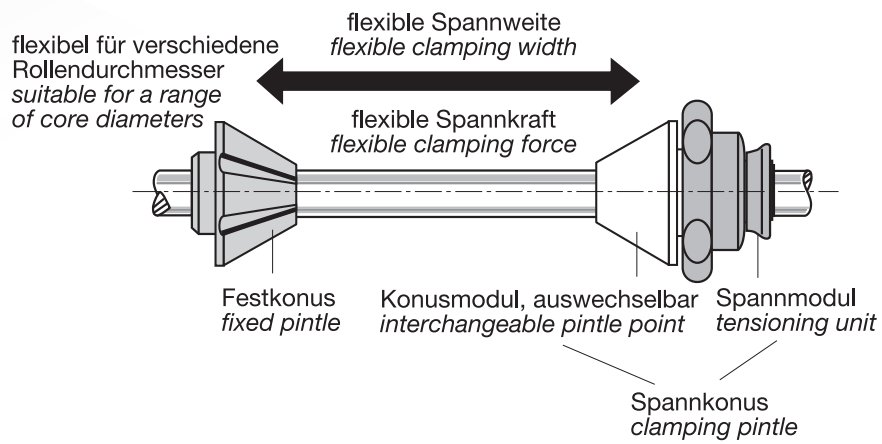 flexible Spannweite
flexible clamping width
flexibel für verschiedene
Rollendurchmesser
suitable for a range
of core diameters
flexible Spannkraft
flexible clamping force
Festkonus
fixed pintle
Konusmodul, auswechselbar
interchangeable pintle point
Spannmodul
tensioning unit
Spannkonus
clamping pintle